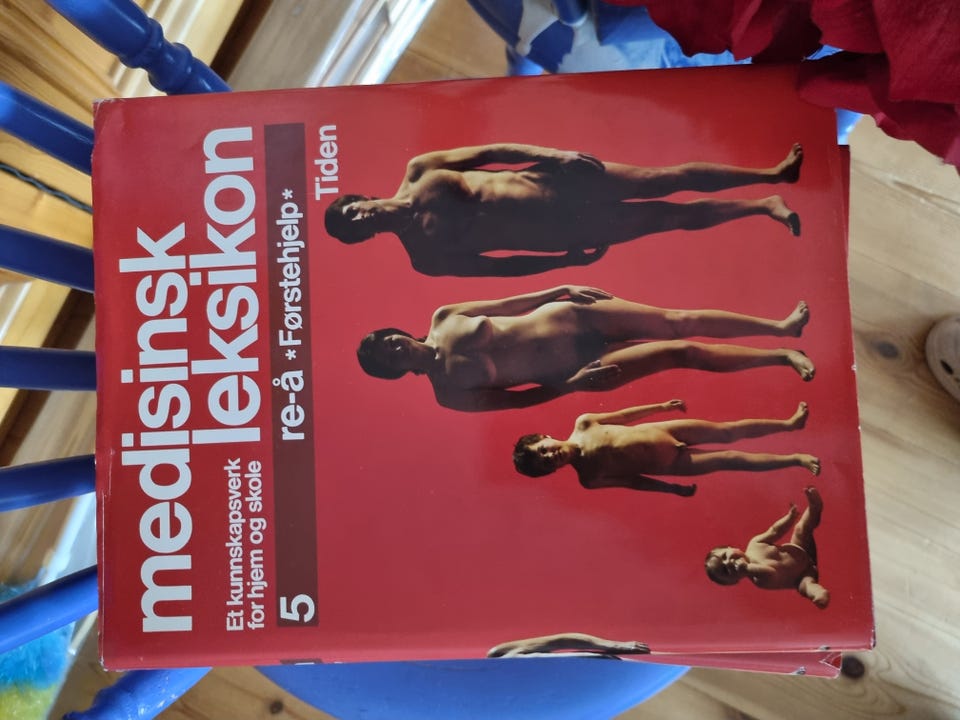 medisinsk
leksikon
Et kunnskapsverk
for hjem og skole
5 re-å *Førstehjelp*
Tiden